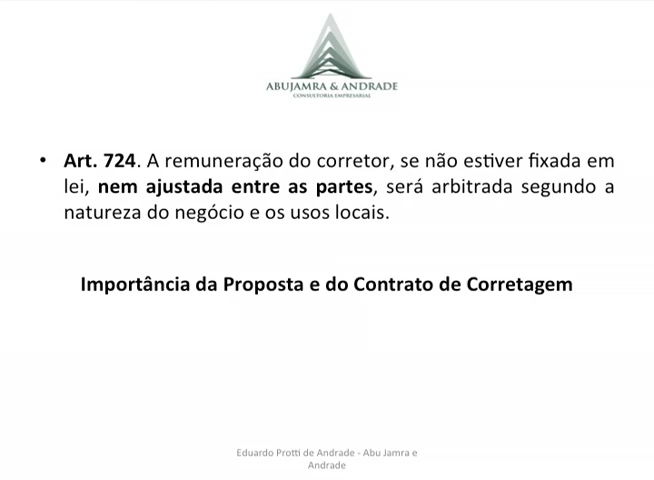 ABUJAMRA & ANDRADE
CONSULTORIA EMPRESARIAL
• Art. 724. A remuneração do corretor, se não estiver fixada em
lei, nem ajustada entre as partes, será arbitrada segundo a
natureza do negócio e os usos locais.
Importância da Proposta e do Contrato de Corretagem
Eduardo Protti de Andrade - Abu Jamra e
Andrade